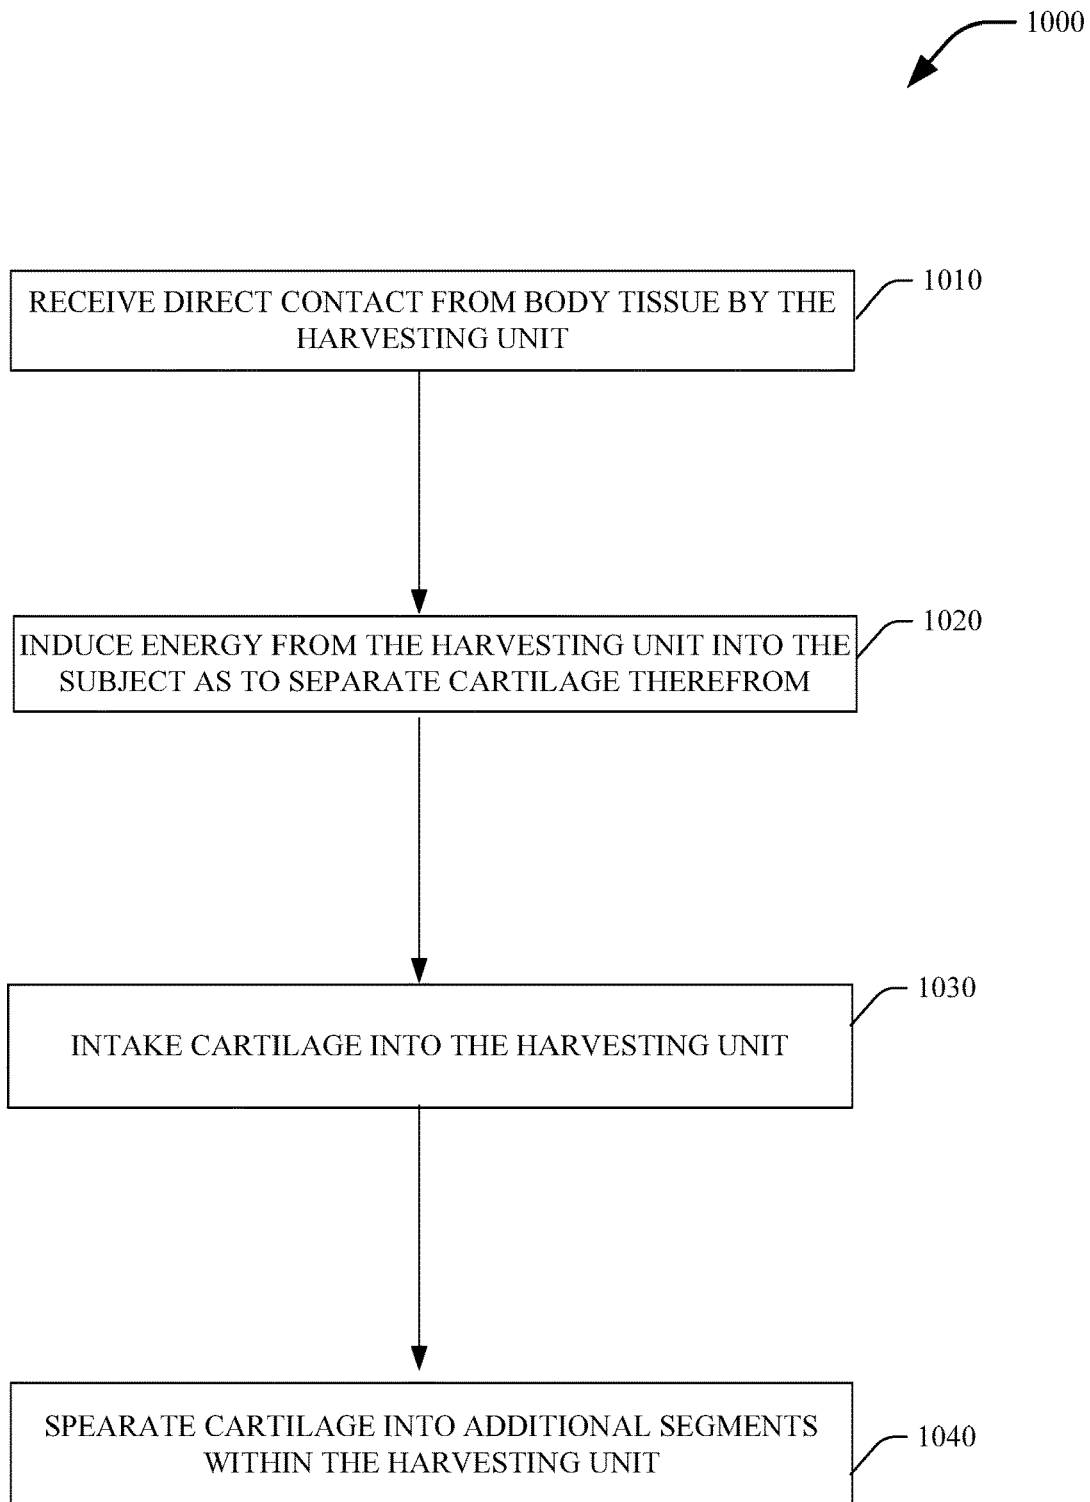 1000
RECEIVE DIRECT CONTACT FROM BODY TISSUE BY THE
HARVESTING UNIT
1010
INDUCE ENERGY FROM THE HARVESTING UNIT INTO THE
SUBJECT AS TO SEPARATE CARTILAGE THEREFROM
1020
INTAKE CARTILAGE INTO THE HARVESTING UNIT
1030
SPEARATE CARTILAGE INTO ADDITIONAL SEGMENTS
WITHIN THE HARVESTING UNIT
1040